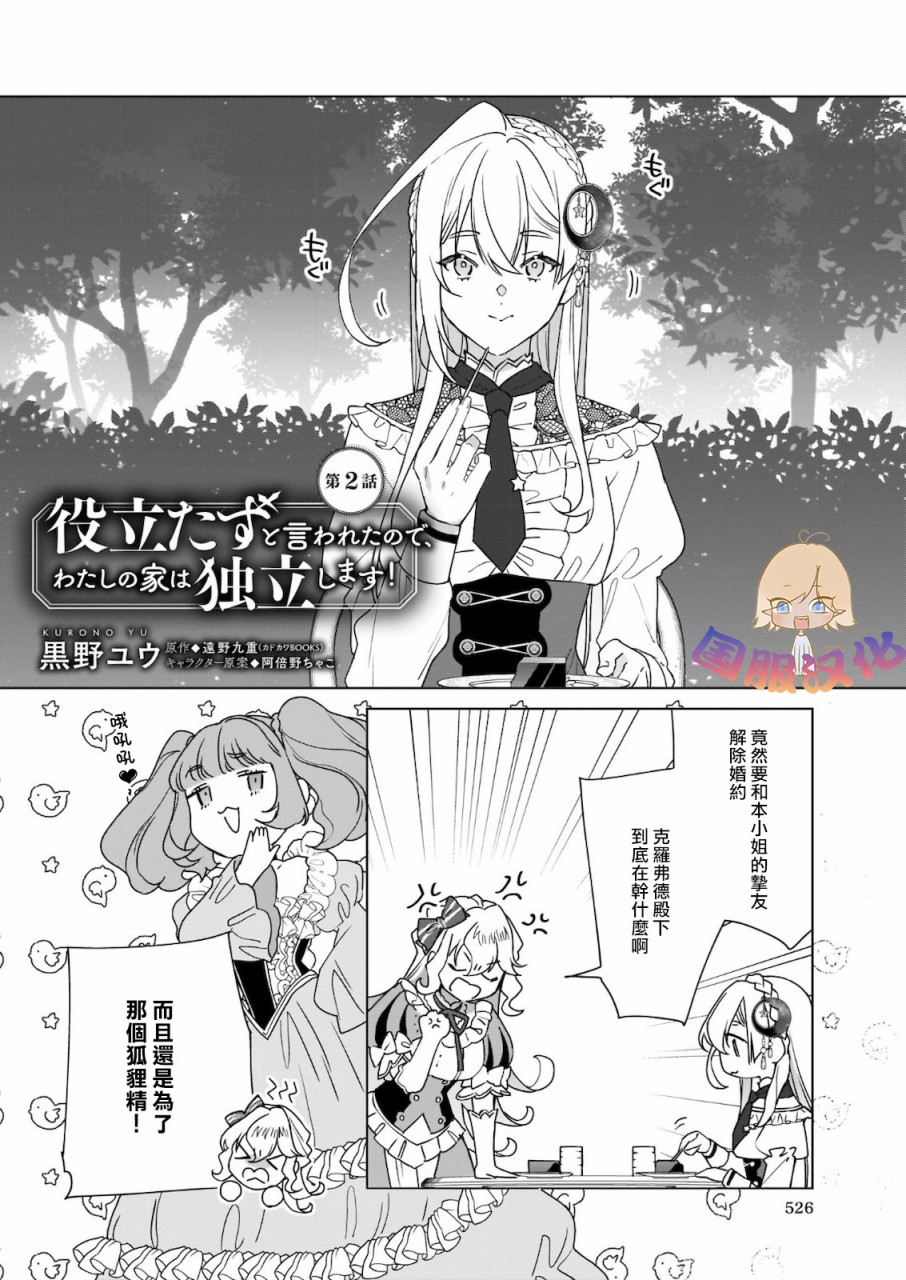 もぐ
もぐ
第2話
役立たずと言われたので、
わたしの家は独立します!
KURONO YU
黒野ユウ
原作◆遠野九重(カドカワBOOKS)
キャラクター原案◆阿倍野ちゃこ
国服汉化
竟然要和本小姐的摯友
解除婚約
克羅弗德殿下
到底在幹什麼啊
哦吼吼♥
而且還是為了
那個狐狸精!
526